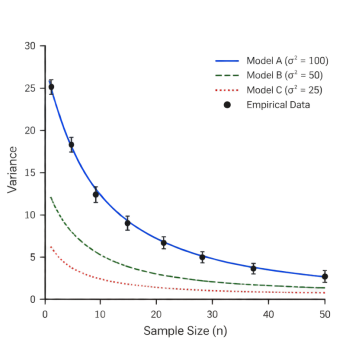 30
25
20
15
10
5
0
Variance
Model A (σ² = 100)
Model B (σ² = 50)
Model C (σ² = 25)
Empirical Data
0 10 20 30 40 50
Sample Size (n)